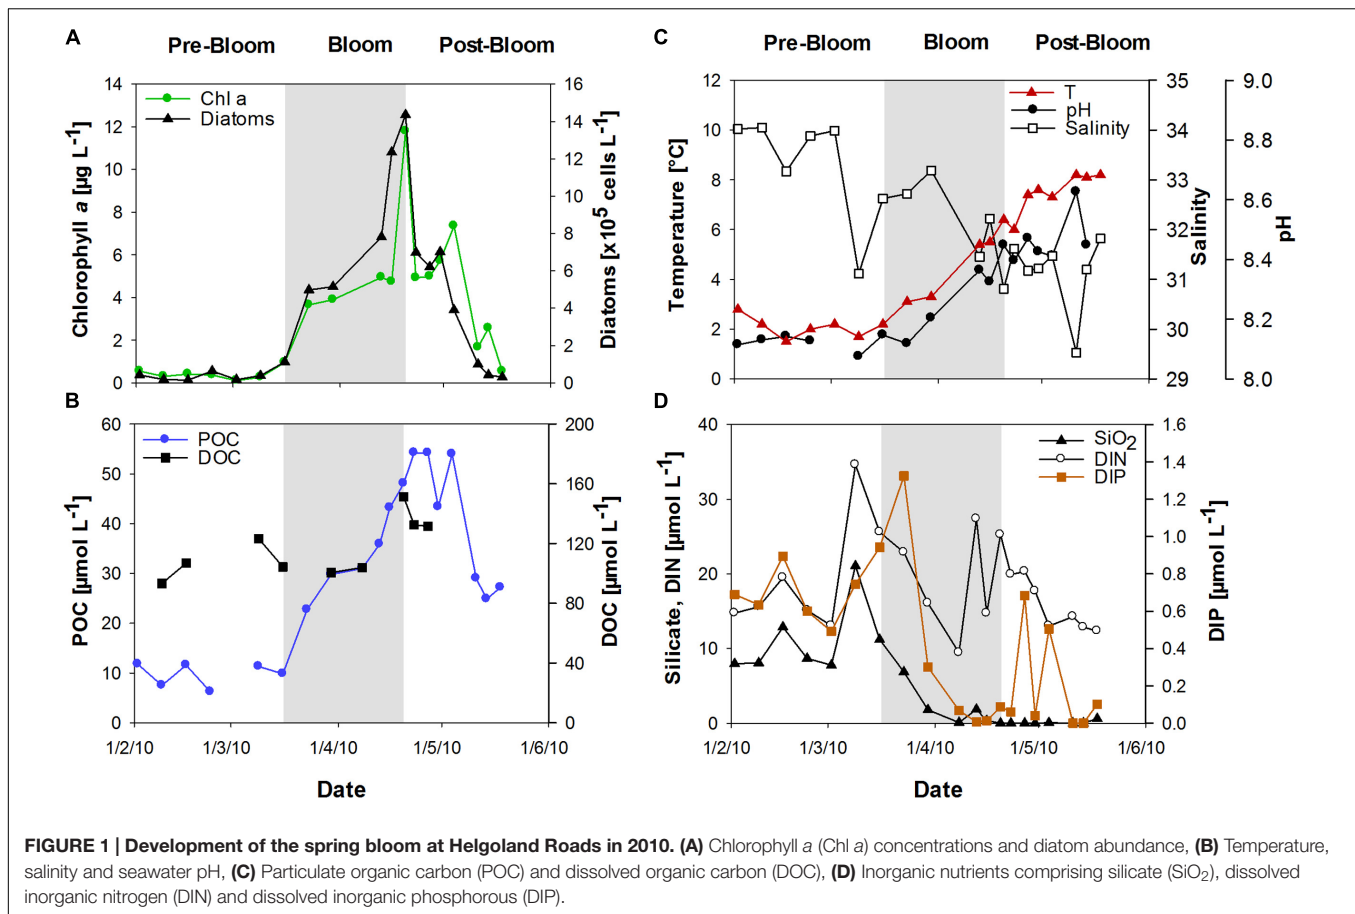 A
Pre-Bloom Bloom Post-Bloom
14 16
12 14
10 12
8 10
6 8
4 6
2 4
0 2
0
Chl a
Diatoms
Chlorophyll a [µg L-1]
Diatoms [x10^5 cells L-1]
B
60 200
50 160
40 120
30 80
20 40
10 0
0
POC
DOC
POC [µmol L-1]
DOC [µmol L-1]
1/2/10 1/3/10 1/4/10 1/5/10 1/6/10
Date
C
Pre-Bloom Bloom Post-Bloom
12 35 9.0
10 34 8.8
8 33 8.6
6 32 8.4
4 31 8.2
2 30 8.0
0 29
T
pH
Salinity
Temperature [°C]
Salinity
pH
D
40 1.6
30 1.4
20 1.2
10 1.0
0 0.8
0.6
0.4
0.2
0.0
SiO2
DIN
DIP
Silicate, DIN [µmol L-1]
DIP [µmol L-1]
1/2/10 1/3/10 1/4/10 1/5/10 1/6/10
Date
FIGURE 1 | Development of the spring bloom at Helgoland Roads in 2010. (A) Chlorophyll a (Chl a) concentrations and diatom abundance, (B) Temperature,
salinity and seawater pH, (C) Particulate organic carbon (POC) and dissolved organic carbon (DOC), (D) Inorganic nutrients comprising silicate (SiO2), dissolved
inorganic nitrogen (DIN) and dissolved inorganic phosphorous (DIP).